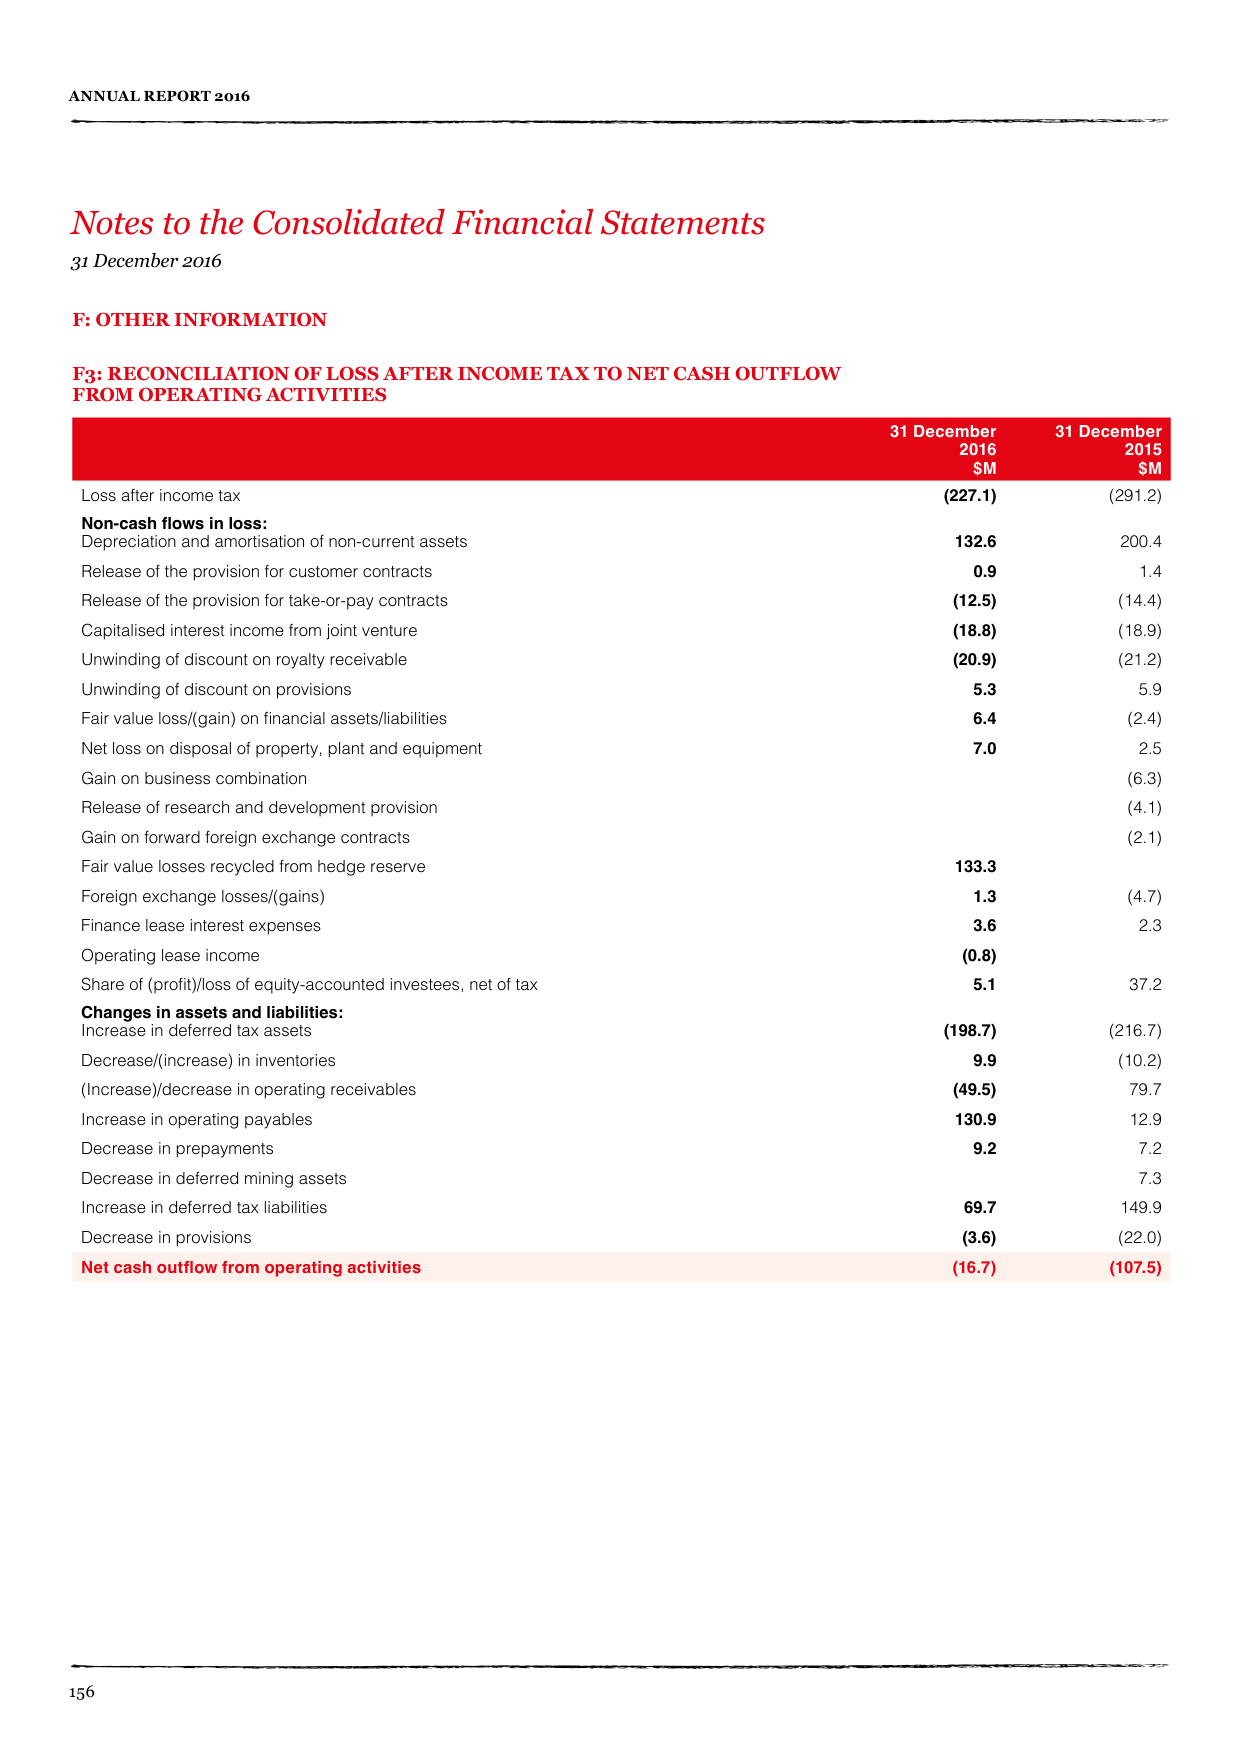 ANNUAL REPORT 2016
Notes to the Consolidated Financial Statements
31 December 2016
F: OTHER INFORMATION
F3: RECONCILIATION OF LOSS AFTER INCOME TAX TO NET CASH OUTFLOW
FROM OPERATING ACTIVITIES
31 December 31 December
2016 2015
$M $M
Loss after income tax (227.1) (291.2)
Non-cash flows in loss:
Depreciation and amortisation of non-current assets 132.6 200.4
Release of the provision for customer contracts 0.9 1.4
Release of the provision for take-or-pay contracts (12.5) (14.4)
Capitalised interest income from joint venture (18.8) (18.9)
Unwinding of discount on royalty receivable (20.9) (21.2)
Unwinding of discount on provisions 5.3 5.9
Fair value loss/(gain) on financial assets/liabilities 6.4 (2.4)
Net loss on disposal of property, plant and equipment 7.0 2.5
Gain on business combination (6.3)
Release of research and development provision (4.1)
Gain on forward foreign exchange contracts (2.1)
Fair value losses recycled from hedge reserve 133.3
Foreign exchange losses/(gains) 1.3 (4.7)
Finance lease interest expenses 3.6 2.3
Operating lease income (0.8)
Share of (profit)/loss of equity-accounted investees, net of tax 5.1 37.2
Changes in assets and liabilities:
Increase in deferred tax assets (198.7) (216.7)
Decrease/(increase) in inventories 9.9 (10.2)
(Increase)/decrease in operating receivables (49.5) 79.7
Increase in operating payables 130.9 12.9
Decrease in prepayments 9.2 7.2
Decrease in deferred mining assets 7.3
Increase in deferred tax liabilities 69.7 149.9
Decrease in provisions (3.6) (22.0)
Net cash outflow from operating activities (16.7) (107.5)
156